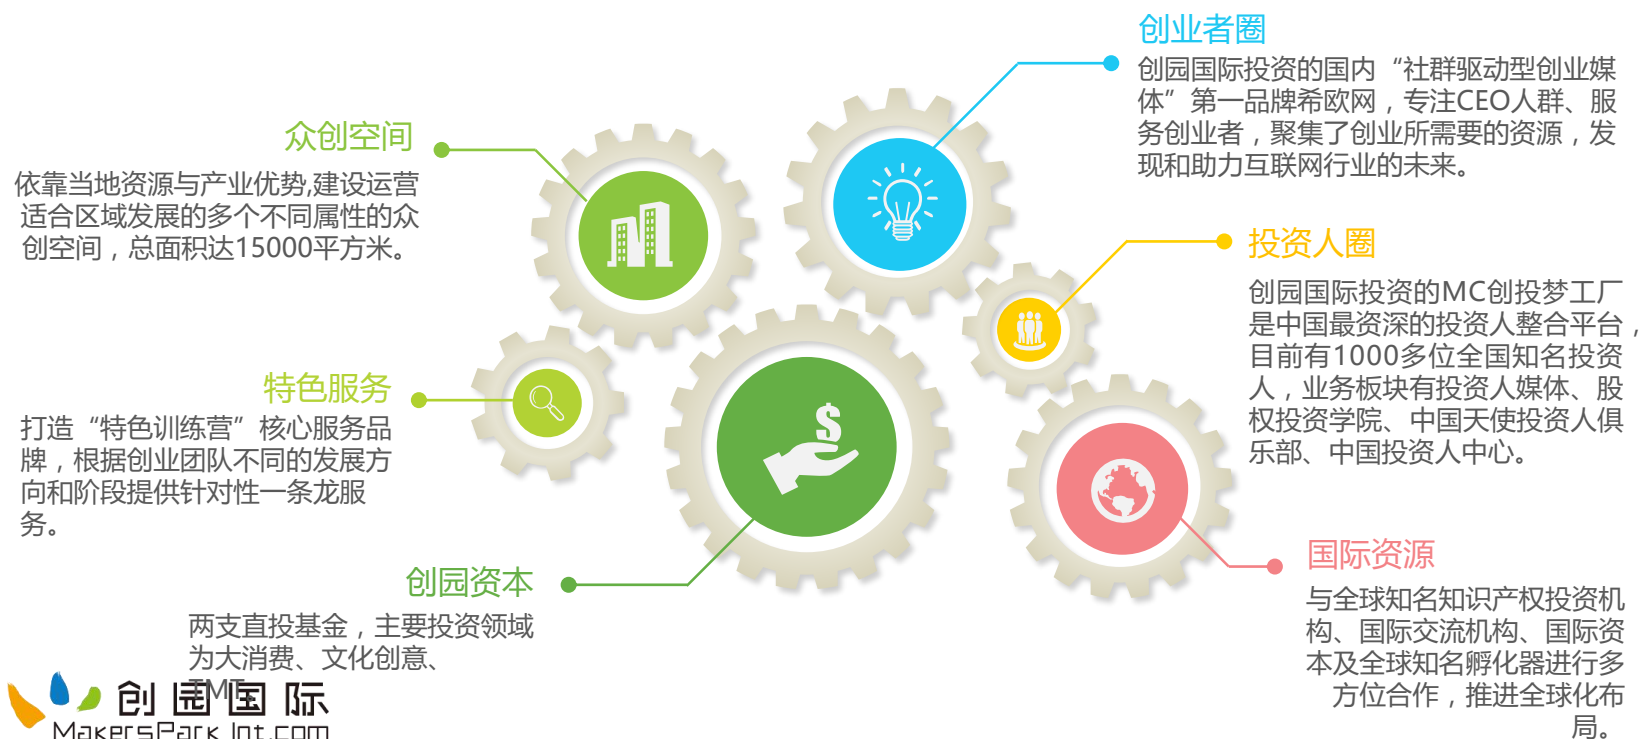 众创空间
依靠当地资源与产业优势,建设运营
适合区域发展的多个不同属性的众
创空间，总面积达15000平方米。
特色服务
打造“特色训练营”核心服务品
牌，根据创业团队不同的发展方
向和阶段提供针对性一条龙服
务。
创园资本
两支直投基金，主要投资领域
为大消费、文化创意、
TMT。
创业者圈
创园国际投资的国内“社群驱动型创业媒
体”第一品牌希欧网，专注CEO人群、服
务创业者，聚集了创业所需要的资源，发
现和助力互联网行业的未来。
投资人圈
创园国际投资的MC创投梦工厂
是中国最资深的投资人整合平台，
目前有1000多位全国知名投资
人，业务板块有投资人媒体、股
权投资学院、中国天使投资人俱
乐部、中国投资人中心。
国际资源
与全球知名知识产权投资机
构、国际交流机构、国际资
本及全球知名孵化器进行多
方位合作，推进全球化布
局。
$
创园国际
MakersPark Int.com